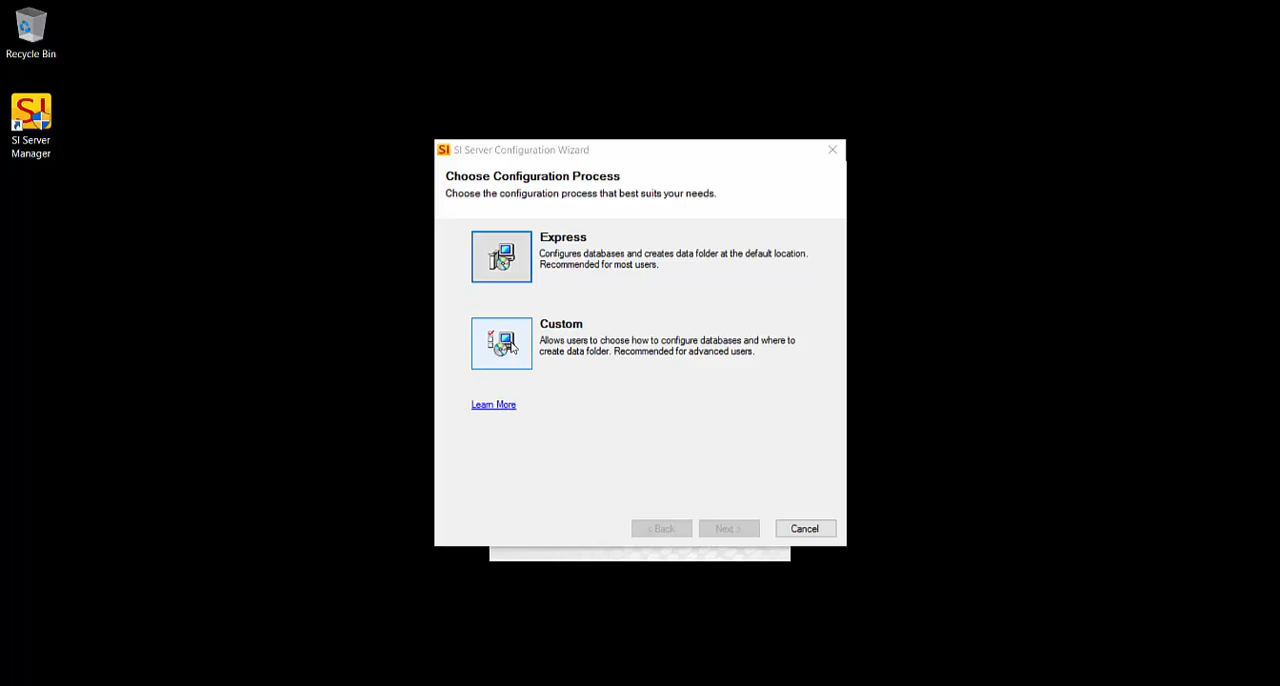 Recycle Bin
SI
SI Server
Manager
SI SI Server Configuration Wizard
Choose Configuration Process
Choose the configuration process that best suits your needs.
Express
Configures databases and creates data folder at the default location.
Recommended for most users.
Custom
Allows users to choose how to configure databases and where to
create data folder. Recommended for advanced users.
Learn More
< Back
Next >
Cancel